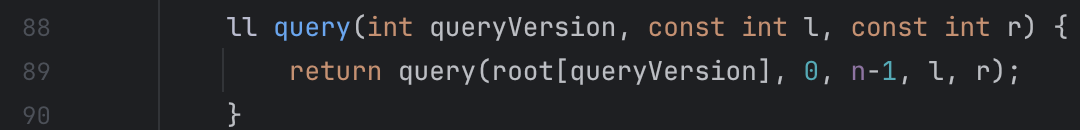 88 ll query(int queryVersion, const int l, const int r) {
89 return query(root[queryVersion], 0, n-1, l, r);
90 }